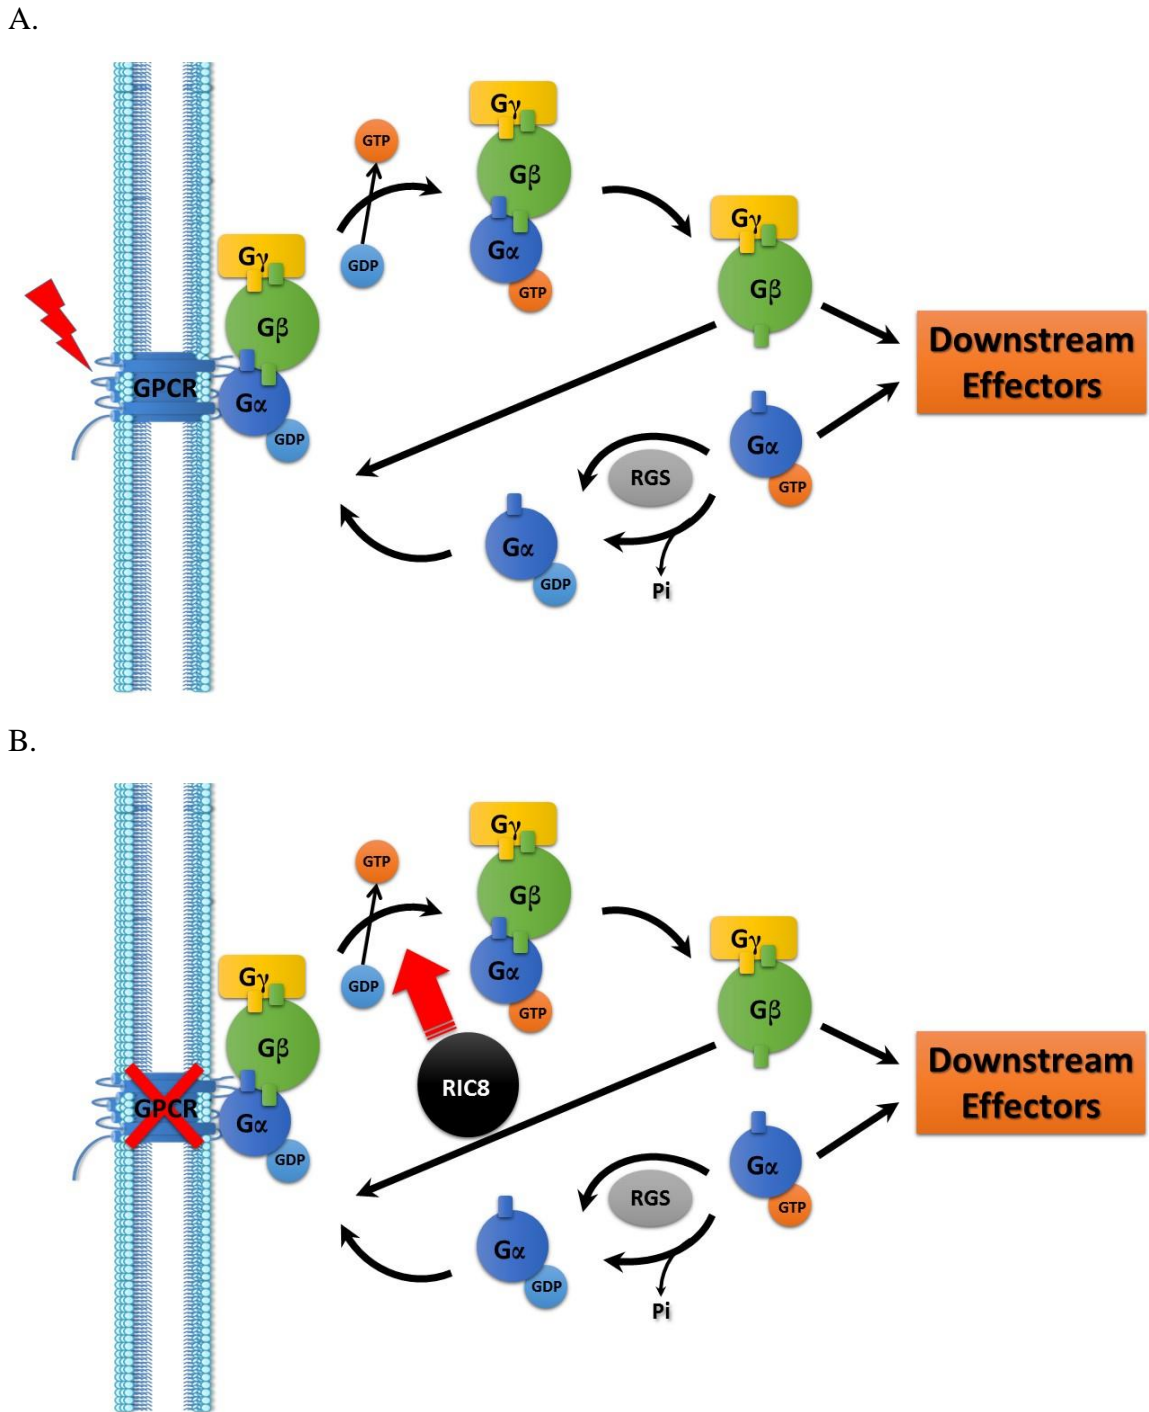 A.
Gγ
GTP
Gβ
Gγ
Gα
GDP
GTP
Gγ
Gβ
Gβ
Downstream
Effectors
GPCR
Gα
GDP
Gα
RGS
GTP
Gα
GDP
Pi
B.
Gγ
GTP
Gβ
Gγ
Gα
GDP
GTP
Gγ
Gβ
Gβ
Downstream
Effectors
RIC8
GPCR
Gα
GDP
Gα
RGS
GTP
Gα
GDP
Pi